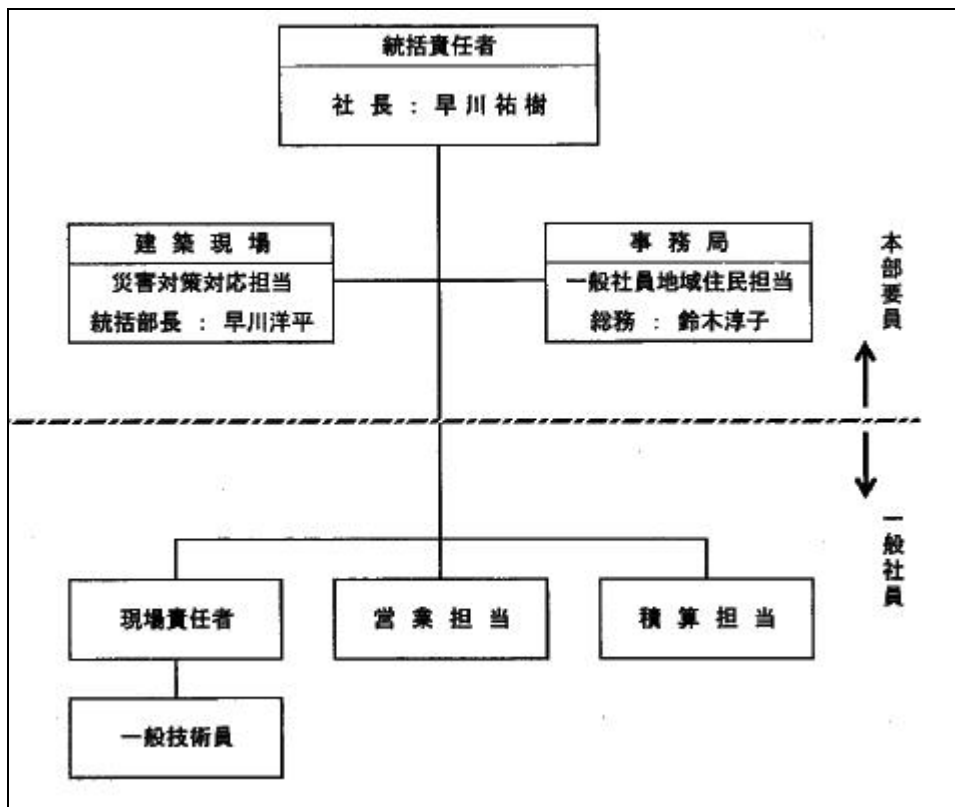 統括責任者
社長：早川祐樹
建築現場
災害対策対応担当
統括部長：早川洋平
事務局
一般社員地域住民担当
総務：鈴木淳子
本部要員
一般社員
現場責任者
営業担当
積算担当
一般技術員